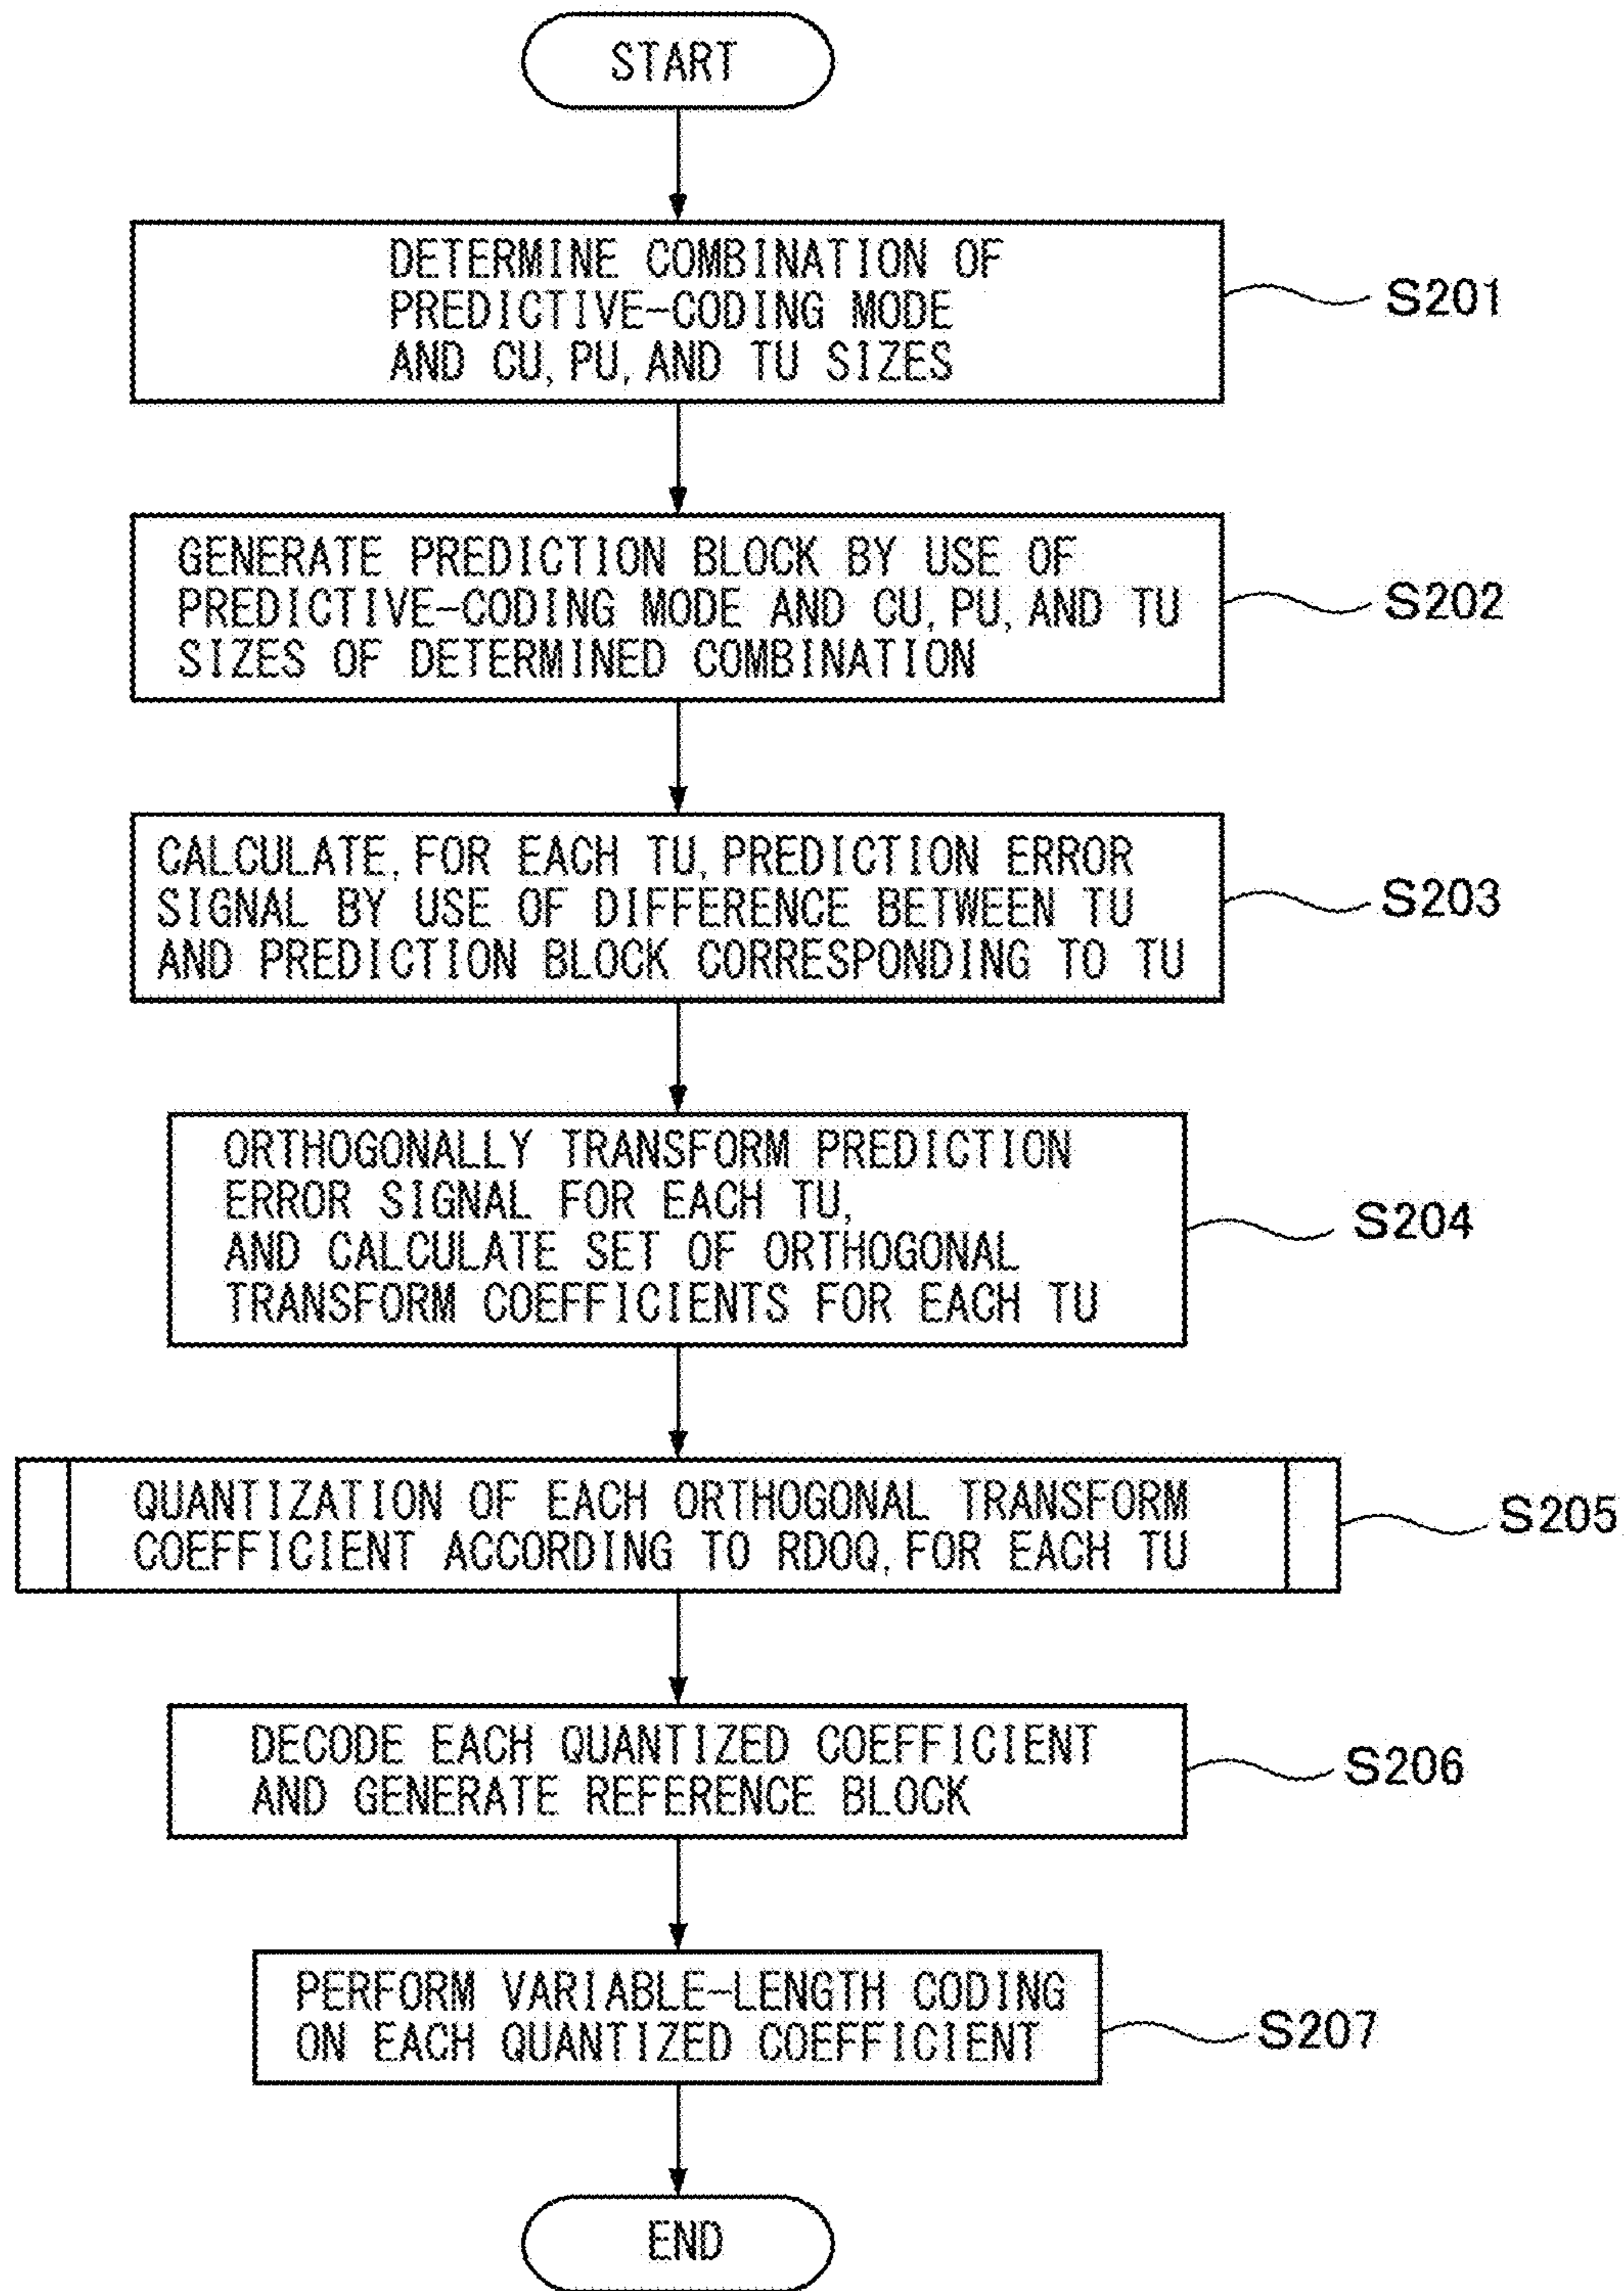 START
DETERMINE COMBINATION OF
PREDICTIVE-CODING MODE
AND CU, PU, AND TU SIZES
S201
GENERATE PREDICTION BLOCK BY USE OF
PREDICTIVE-CODING MODE AND CU, PU, AND TU
SIZES OF DETERMINED COMBINATION
S202
CALCULATE, FOR EACH TU, PREDICTION ERROR
SIGNAL BY USE OF DIFFERENCE BETWEEN TU
AND PREDICTION BLOCK CORRESPONDING TO TU
S203
ORTHOGONALLY TRANSFORM PREDICTION
ERROR SIGNAL FOR EACH TU,
AND CALCULATE SET OF ORTHOGONAL
TRANSFORM COEFFICIENTS FOR EACH TU
S204
QUANTIZATION OF EACH ORTHOGONAL TRANSFORM
COEFFICIENT ACCORDING TO RDOQ, FOR EACH TU
S205
DECODE EACH QUANTIZED COEFFICIENT
AND GENERATE REFERENCE BLOCK
S206
PERFORM VARIABLE-LENGTH CODING
ON EACH QUANTIZED COEFFICIENT
S207
END